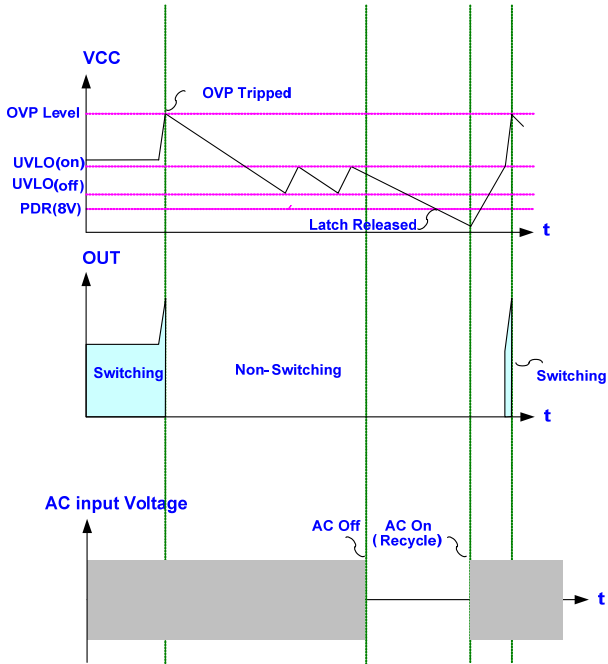 VCC
OVP Tripped
OVP Level
UVLO(on)
UVLO(off)
PDR(8V)
Latch Released
t
OUT
Switching
Non-Switching
Switching
t
AC input Voltage
AC Off
AC On
(Recycle)
t